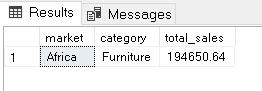 Results Messages
market category total_sales
1 Africa Furniture 194650.64